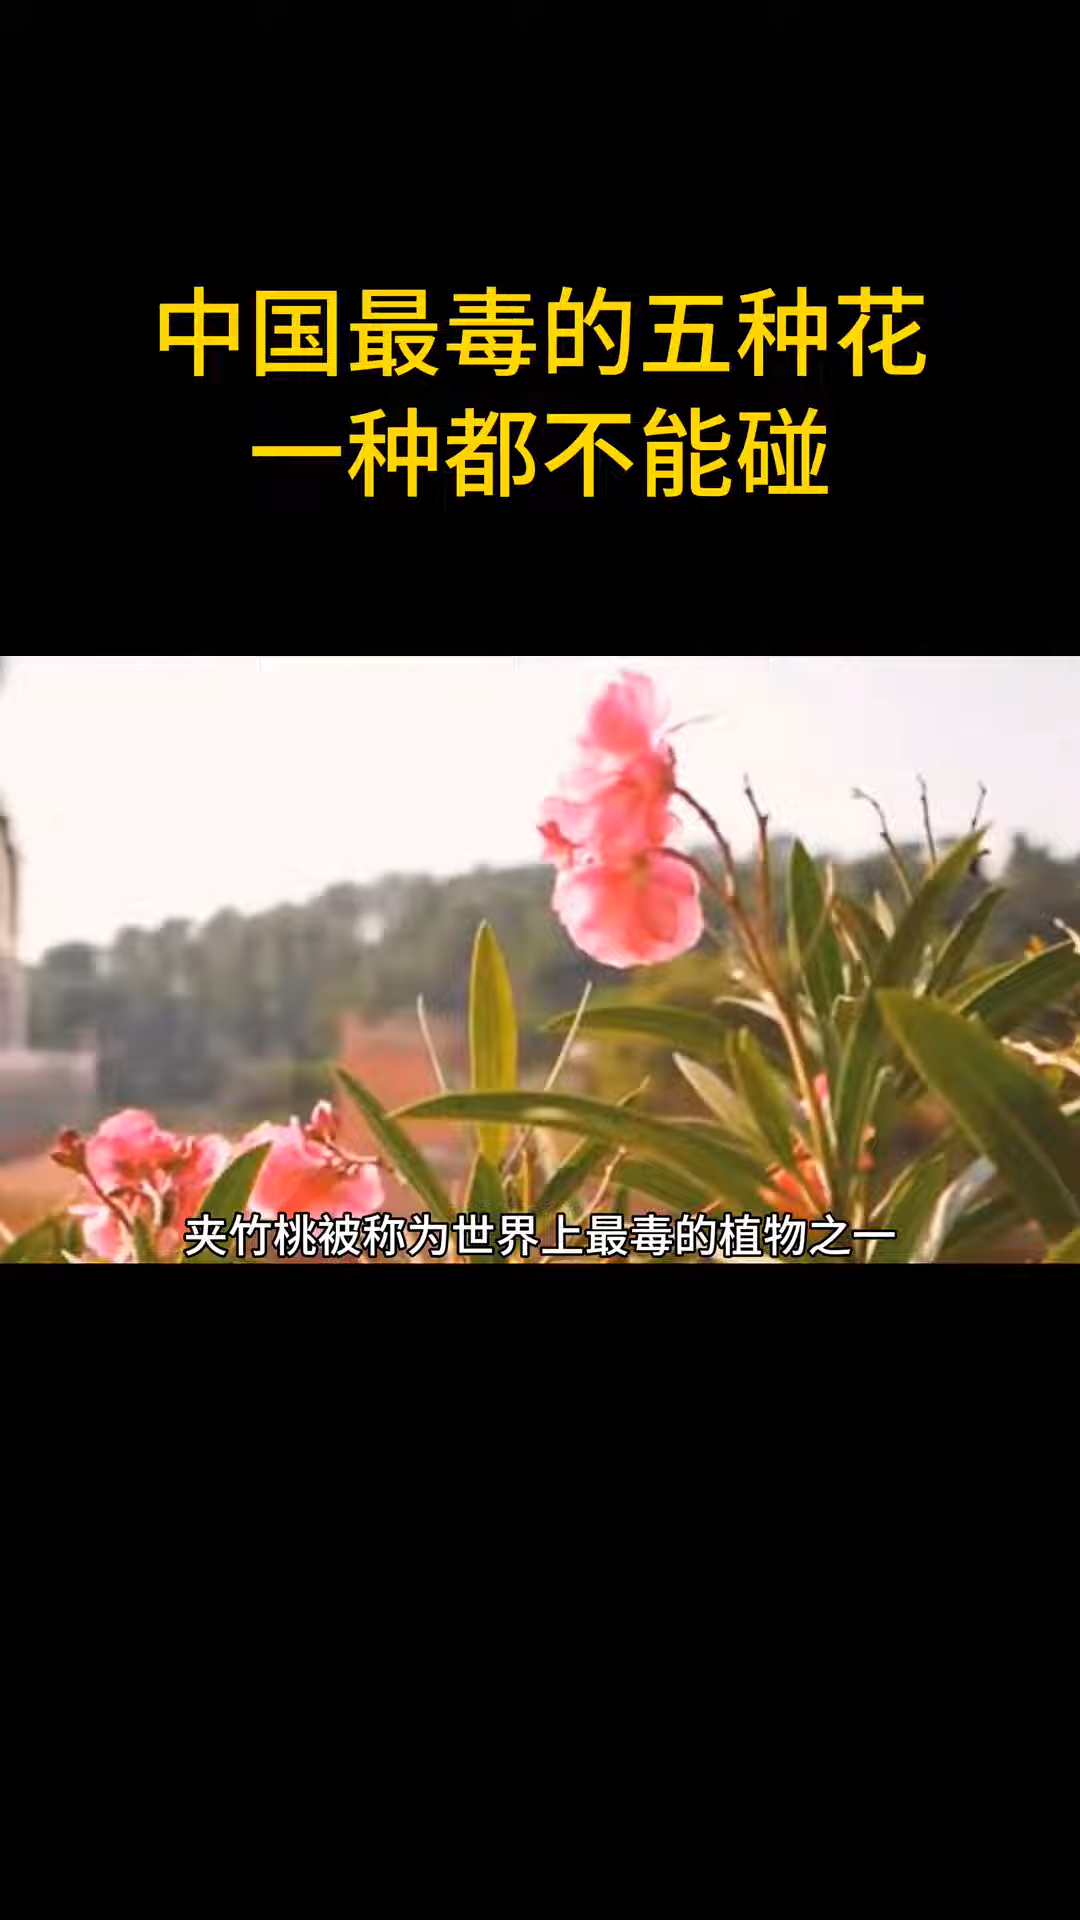 中国最毒的五种花
一种都不能碰
夹竹桃被称为世界上最毒的植物之一